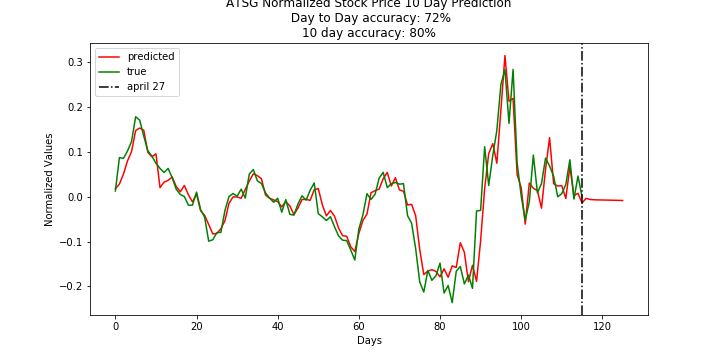 ATSG Normalized Stock Price 10 Day Prediction
Day to Day accuracy: 72%
10 day accuracy: 80%
predicted
true
april 27
Normalized Values
0.3
0.2
0.1
0.0
−0.1
−0.2
0 20 40 60 80 100 120
Days